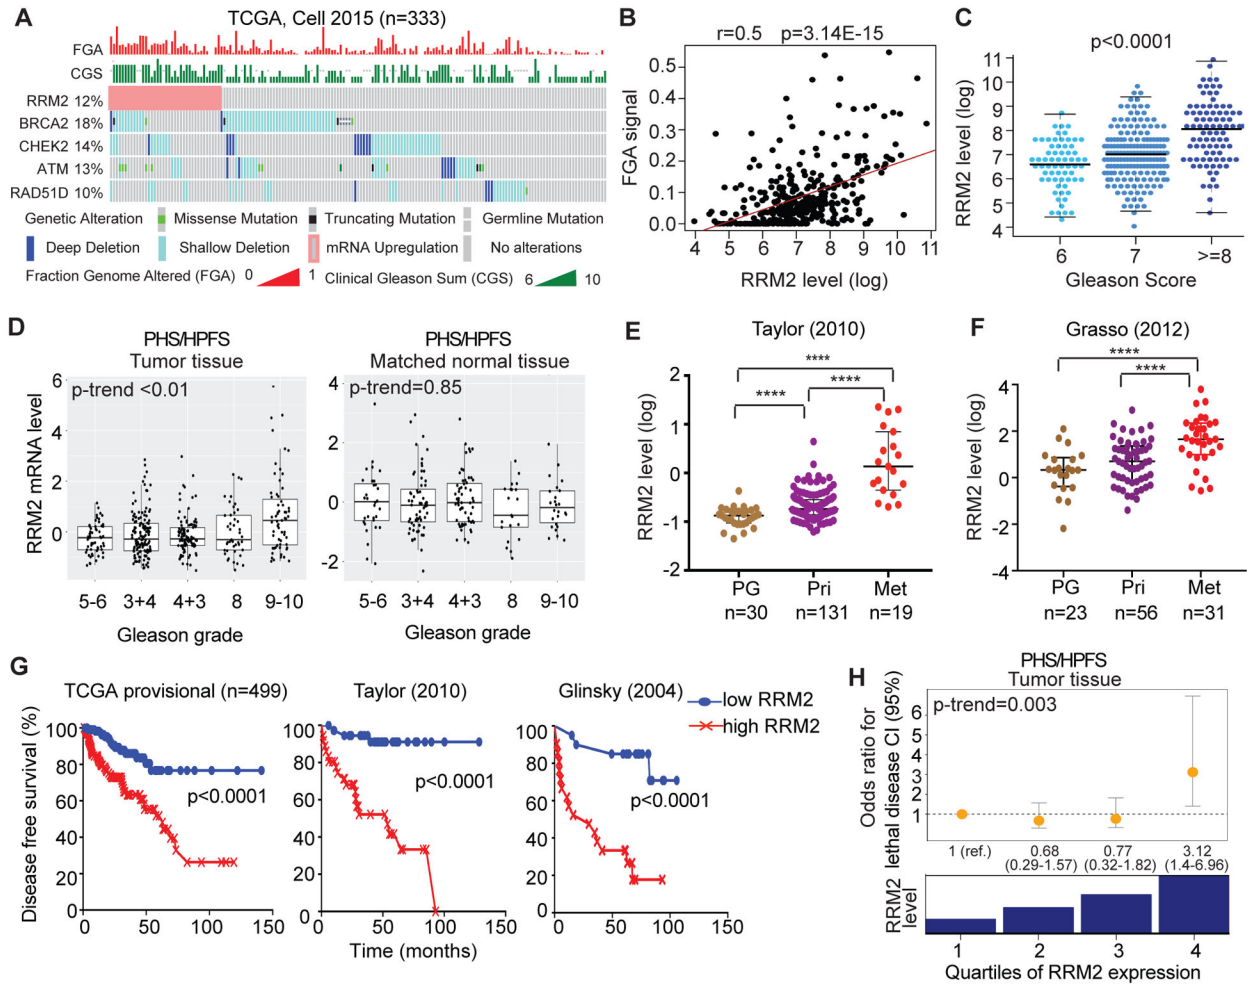 A
TCGA, Cell 2015 (n=333)
FGA
CGS
RRM2 12%
BRCA2 18%
CHEK2 14%
ATM 13%
RAD51D 10%
Genetic Alteration Missense Mutation Truncating Mutation Germline Mutation
Deep Deletion Shallow Deletion mRNA Upregulation No alterations
Fraction Genome Altered (FGA) 0 1 Clinical Gleason Sum (CGS) 6 10
B
r=0.5 p=3.14E-15
FGA signal
0.5
0.4
0.3
0.2
0.1
0.0
4 5 6 7 8 9 10 11
RRM2 level (log)
C
p<0.0001
RRM2 level (log)
11
10
9
8
7
6
5
4
6 7 >=8
Gleason Score
D
PHS/HPFS
Tumor tissue
p-trend <0.01
RRM2 mRNA level
6
4
2
0
5-6 3+4 4+3 8 9-10
Gleason grade
PHS/HPFS
Matched normal tissue
p-trend=0.85
4
2
0
-2
5-6 3+4 4+3 8 9-10
Gleason grade
E
Taylor (2010)
****
**** ****
RRM2 level (log)
2
1
0
-1
-2
PG Pri Met
n=30 n=131 n=19
F
Grasso (2012)
****
****
RRM2 level (log)
4
2
0
-2
-4
PG Pri Met
n=23 n=56 n=31
G
TCGA provisional (n=499)
Disease free survival (%)
100
80
60
40
20
0
0 50 100 150
p<0.0001
Taylor (2010)
100
80
60
40
20
0
0 50 100 150
p<0.0001
Time (months)
Glinsky (2004)
low RRM2
high RRM2
100
80
60
40
20
0
0 50 100 150
p<0.0001
H
PHS/HPFS
Tumor tissue
p-trend=0.003
Odds ratio for
lethal disease CI (95%)
6
5
4
3
2
1
1 (ref.) 0.68 0.77 3.12
(0.29-1.57) (0.32-1.82) (1.4-6.96)
RRM2
level
1 2 3 4
Quartiles of RRM2 expression